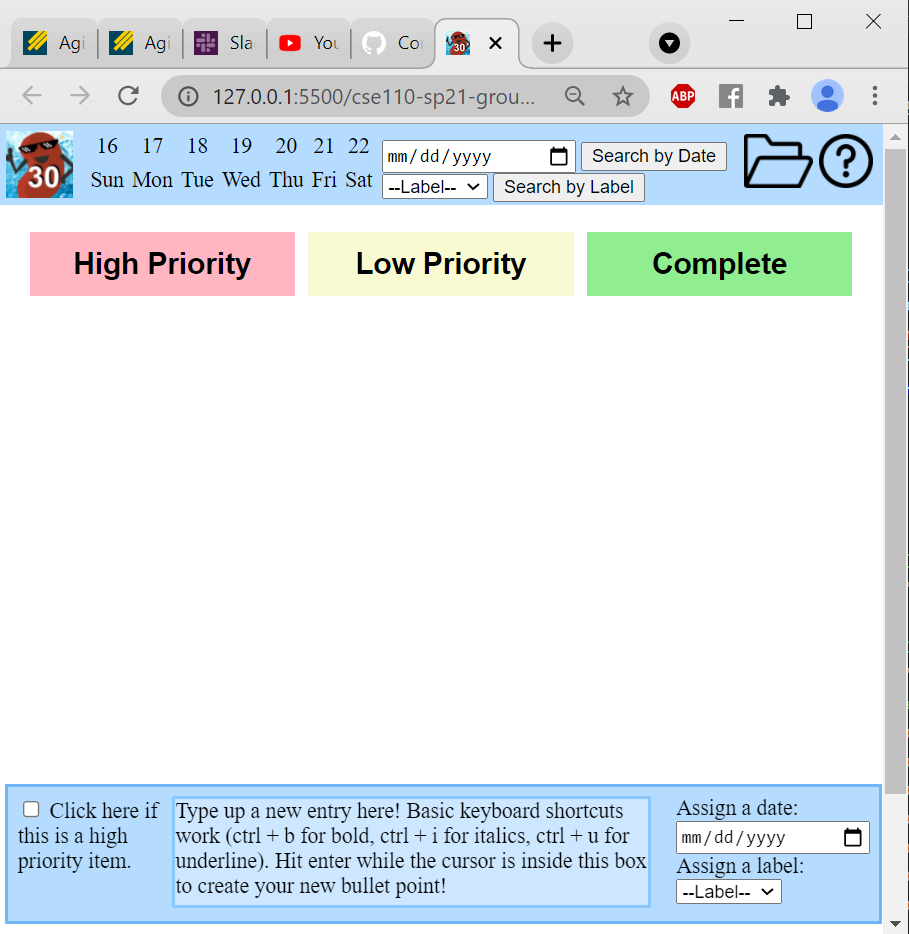 Agi
Agi
Sla
You
Co
30
127.0.0.1:5500/cse110-sp21-grou...
ABP
30
16 17 18 19 20 21 22
Sun Mon Tue Wed Thu Fri Sat
mm/dd/yyyy
Search by Date
--Label--
Search by Label
?
High Priority
Low Priority
Complete
Click here if
this is a high
priority item.
Type up a new entry here! Basic keyboard shortcuts
work (ctrl + b for bold, ctrl + i for italics, ctrl + u for
underline). Hit enter while the cursor is inside this box
to create your new bullet point!
Assign a date:
mm/dd/yyyy
Assign a label:
--Label--